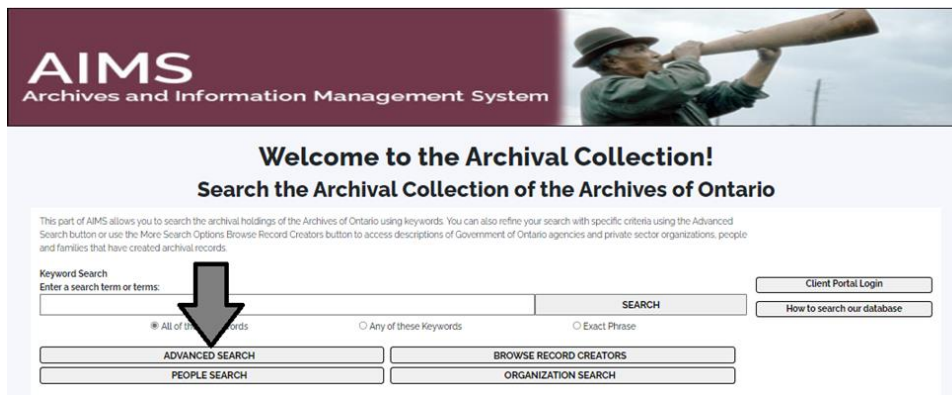 AIMS
Archives and Information Management System
Welcome to the Archival Collection!
Search the Archival Collection of the Archives of Ontario
This part of AIMS allows you to search the archival holdings of the Archives of Ontario using keywords. You can also refine your search with specific criteria using the Advanced
Search button or use the More Search Options Browse Record Creators button to access descriptions of Government of Ontario agencies and private sector organizations, people
and families that have created archival records.
Keyword Search
Enter a search term or terms:
SEARCH
Client Portal Login
How to search our database
All of
Any of these Keywords
Exact Phrase
ADVANCED SEARCH
BROWSE RECORD CREATORS
PEOPLE SEARCH
ORGANIZATION SEARCH